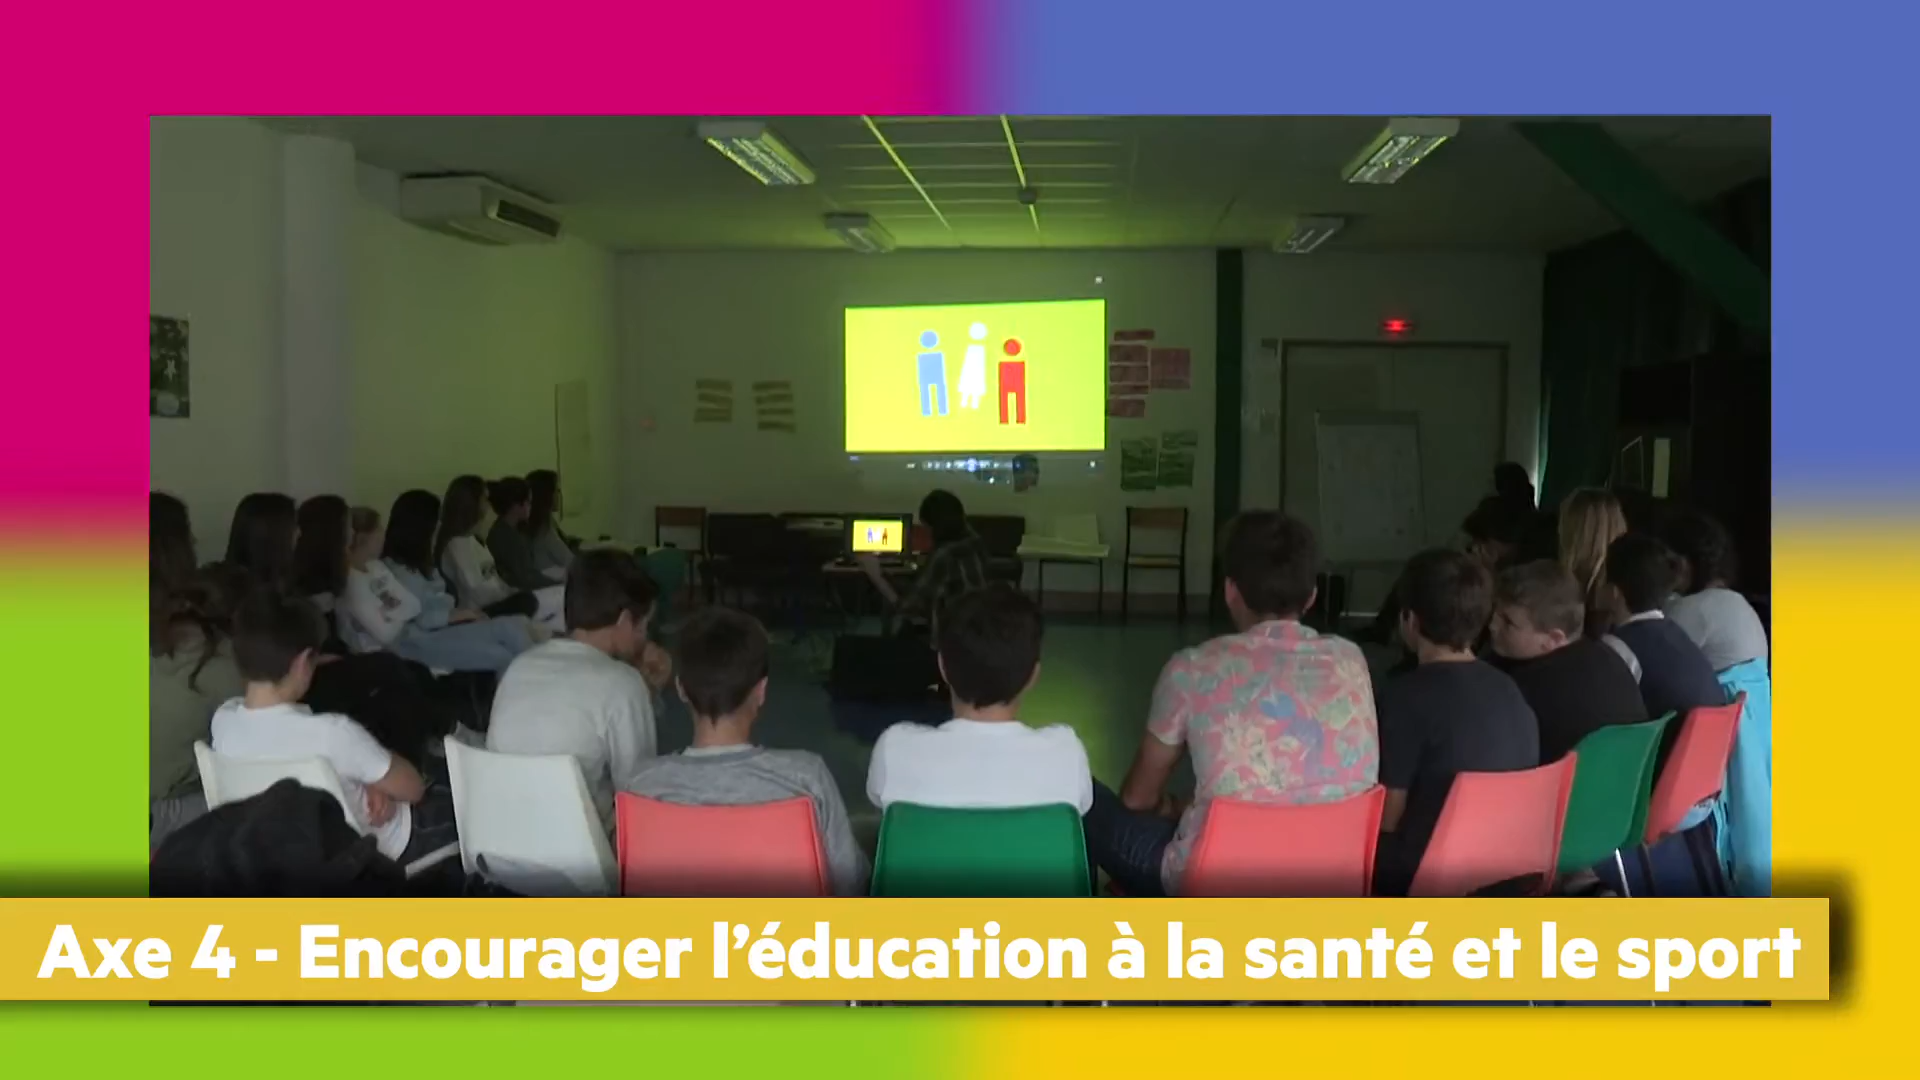 Axe 4 - Encourager l’éducation à la santé et le sport